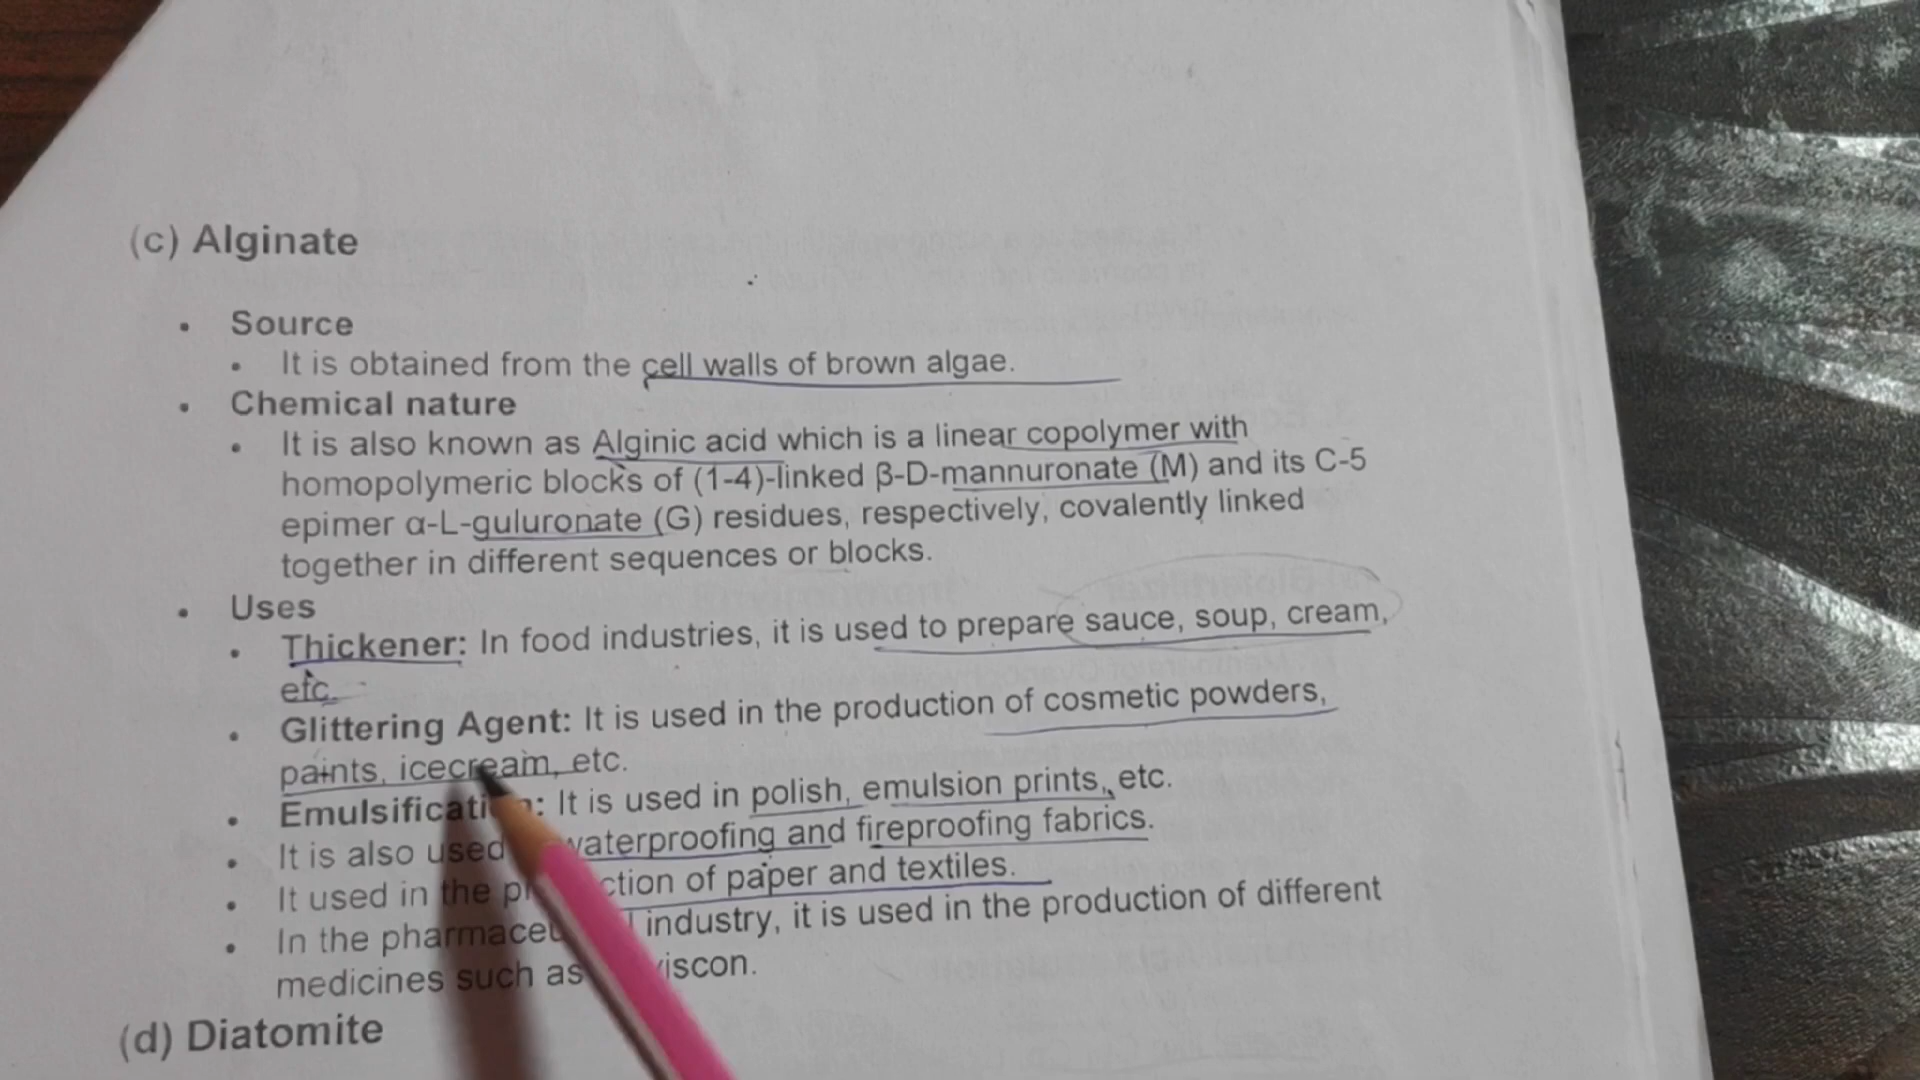 (c) Alginate
• Source
• It is obtained from the cell walls of brown algae.
• Chemical nature
• It is also known as Alginic acid which is a linear copolymer with
homopolymeric blocks of (1-4)-linked β-D-mannuronate (M) and its C-5
epimer α-L-guluronate (G) residues, respectively, covalently linked
together in different sequences or blocks.
• Uses
• Thickener: In food industries, it is used to prepare sauce, soup, cream,
etc.
• Glittering Agent: It is used in the production of cosmetic powders,
paints, icecream, etc.
• Emulsification: It is used in polish, emulsion prints, etc.
• It is also used waterproofing and fireproofing fabrics.
• It used in the production of paper and textiles.
• In the pharmaceutical industry, it is used in the production of different
medicines such as
(d) Diatomite